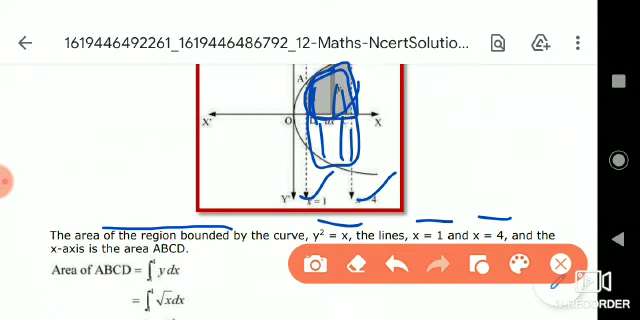 1619446492261_1619446486792_12-Maths-NcertSolutio...
A
X'
O
X
Y'
x = 1
The area of the region bounded by the curve, y² = x, the lines, x = 1 and x = 4, and the
x-axis is the area ABCD.
Area of ABCD = ∫₁⁴ y dx
= ∫₁⁴ √x dx
A-RECORDER